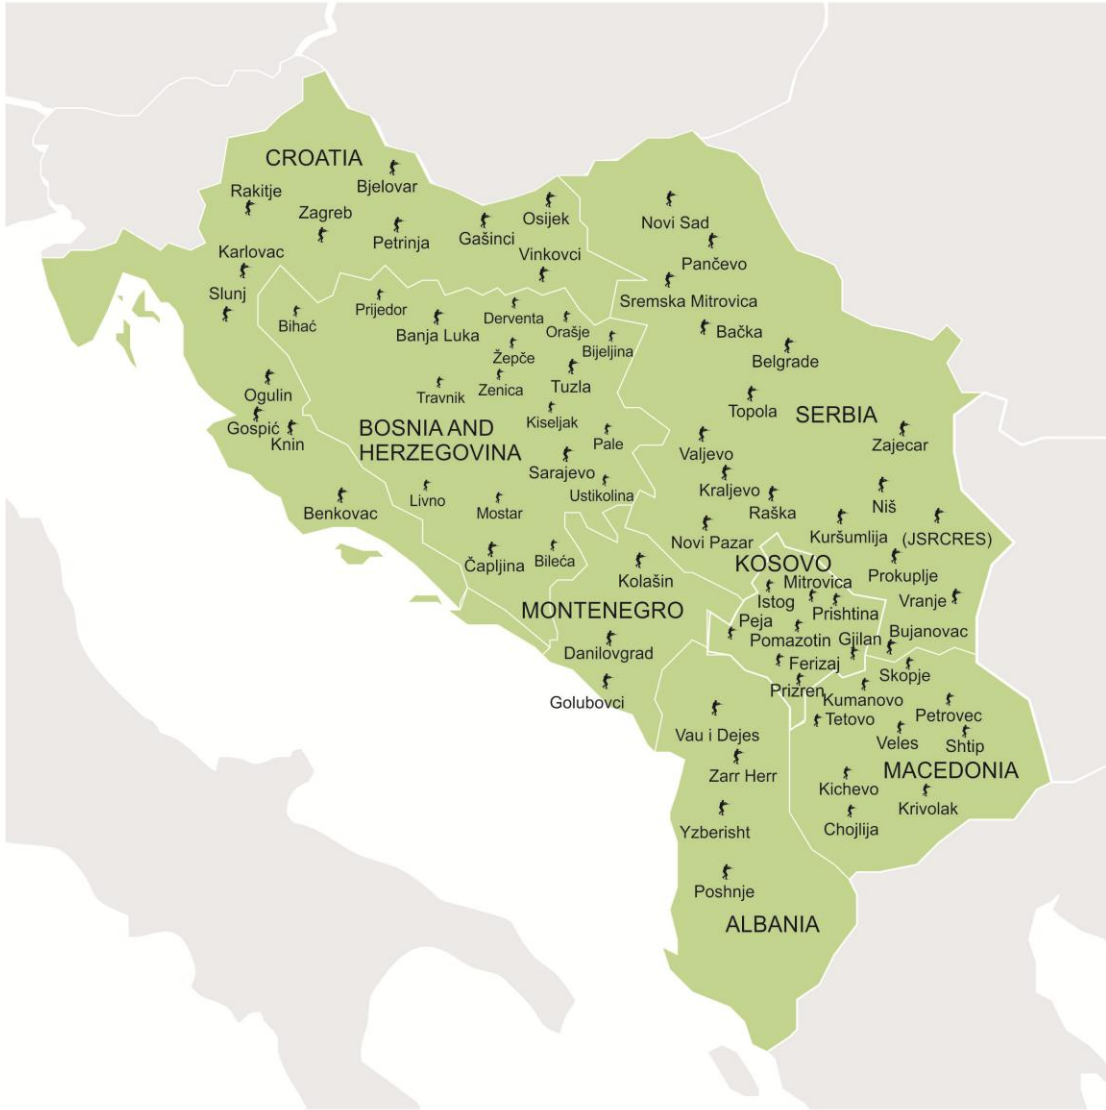 CROATIA
Bjelovar
Rakitje
Zagreb
Osijek
Petrinja
Gašinci
Karlovac
Vinkovci
Slunj
Ogulin
Gospić
Knin
Benkovac
Bihać
Prijedor
Banja Luka
Derventa
Orašje
Bijeljina
Žepče
Zenica
Tuzla
Travnik
Kiseljak
BOSNIA AND
HERZEGOVINA
Pale
Sarajevo
Livno
Mostar
Ustikolina
Čapljina
Bileća
Novi Sad
Pančevo
Sremska Mitrovica
Bačka
Belgrade
Topola
SERBIA
Valjevo
Zajecar
Kraljevo
Raška
Niš
Novi Pazar
Kuršumlija
(JSRCRES)
Prokuplje
Vranje
Bujanovac
KOSOVO
Mitrovica
Istog
Prishtina
Peja
Pomazotin
Gjilan
Ferizaj
Prizren
Kolašin
MONTENEGRO
Danilovgrad
Golubovci
Skopje
Kumanovo
Petrovec
Tetovo
Veles
Shtip
MACEDONIA
Kichevo
Krivolak
Chojlija
Vau i Dejes
Zarr Herr
Yzberisht
Poshnje
ALBANIA